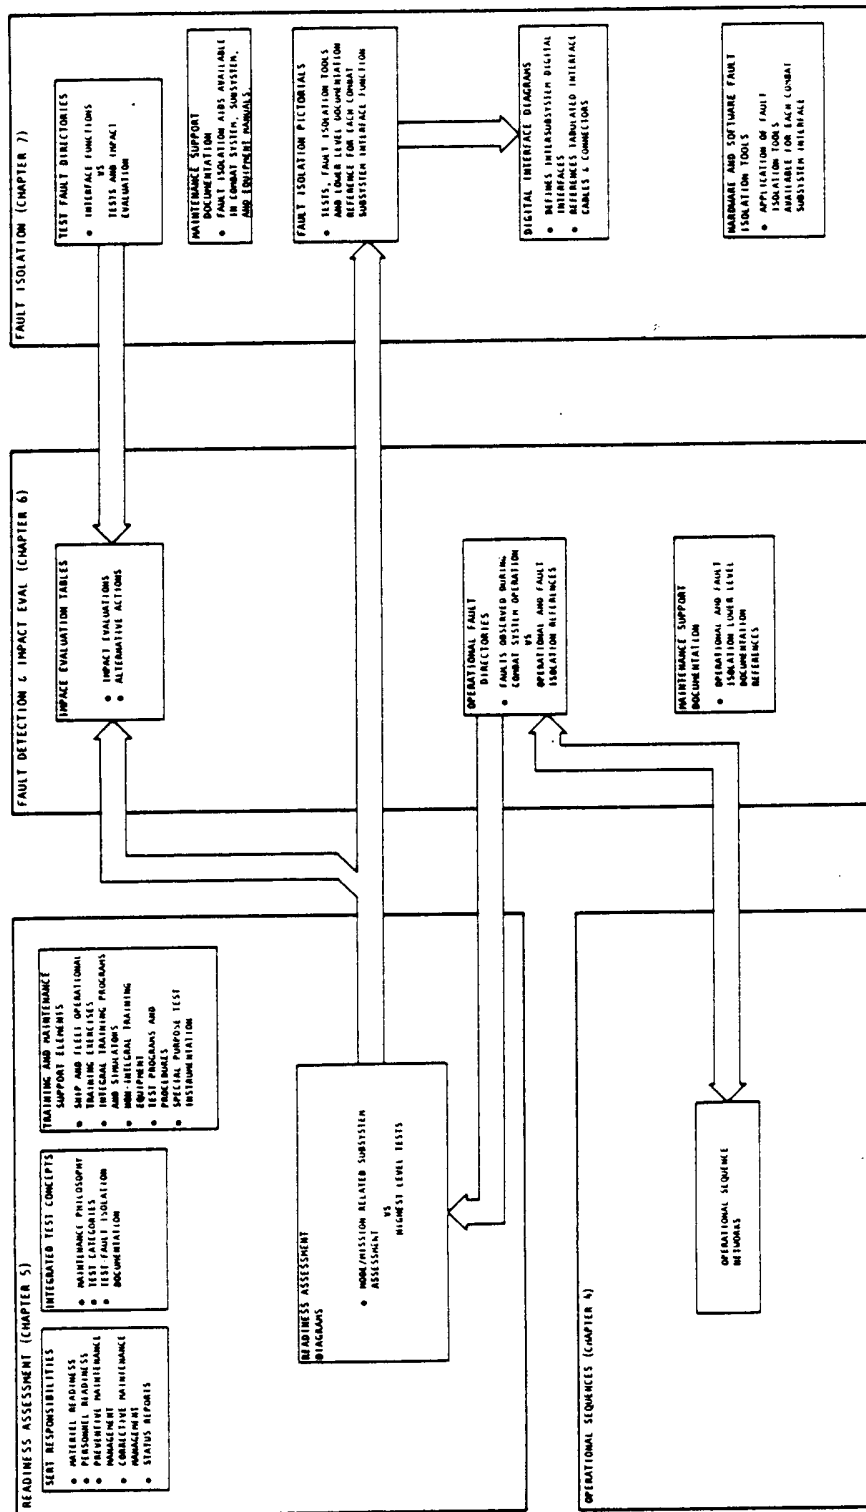 READINESS ASSESSMENT (CHAPTER 5)
SERT RESPONSIBILITIES
• MATERIEL READINESS
• PERSONNEL READINESS
• PREVENTIVE MAINTENANCE
MANAGEMENT
• CORRECTIVE MAINTENANCE
MANAGEMENT
• STATUS REPORTS
INTEGRATED TEST CONCEPTS
• MAINTENANCE PHILOSOPHY
• TEST CATEGORIES
• TEST-FAULT ISOLATION
DOCUMENTATION
TRAINING AND MAINTENANCE
SUPPORT ELEMENTS
• SHIP AND FLEET OPERATIONAL
TRAINING EXERCISES
• INTEGRAL TRAINING PROGRAMS
AND SIMULATORS
• NON-INTEGRAL TRAINING
EQUIPMENT
• TEST PROGRAMS AND
PROCEDURES
• SPECIAL PURPOSE TEST
INSTRUMENTATION
READINESS ASSESSMENT
DIAGRAMS
• MODE/MISSION RELATED SUBSYSTEM
ASSESSMENT
VS
HIGHEST LEVEL TESTS
OPERATIONAL SEQUENCES (CHAPTER 4)
OPERATIONAL SEQUENCE
NETWORKS
FAULT DETECTION & IMPACT EVAL (CHAPTER 6)
IMPACE EVALUATION TABLES
• IMPACT EVALUATIONS
• ALTERNATIVE ACTIONS
OPERATIONAL FAULT
DIRECTORIES
• FAULTS OBSERVED DURING
COMBAT SYSTEM OPERATION
VS
OPERATIONAL AND FAULT
ISOLATION REFERENCES
MAINTENANCE SUPPORT
DOCUMENTATION
• OPERATIONAL AND FAULT
ISOLATION LOWER LEVEL
DOCUMENTATION
REFERENCES
FAULT ISOLATION (CHAPTER 7)
TEST FAULT DIRECTORIES
• INTERFACE FUNCTIONS
VS
TESTS AND IMPACT
EVALUATION
MAINTENANCE SUPPORT
DOCUMENTATION
• FAULT ISOLATION AIDS AVAILABLE
IN COMBAT SYSTEM, SUBSYSTEM,
AND EQUIPMENT MANUALS.
FAULT ISOLATION PICTORIALS
• TESTS, FAULT ISOLATION TOOLS
AND LOWER LEVEL DOCUMENTATION
REFERENCE FOR EACH COMBAT
SUBSYSTEM INTERFACE FUNCTION
DIGITAL INTERFACE DIAGRAMS
• DEFINES INTERSUBSYSTEM DIGITAL
INTERFACES
• REFERENCES TABULATED INTERFACE
CABLES & CONNECTORS
HARDWARE AND SOFTWARE FAULT
ISOLATION TOOLS
• APPLICATION OF FAULT
ISOLATION TOOLS
AVAILABLE FOR EACH COMBAT
SUBSYSTEM INTERFACE